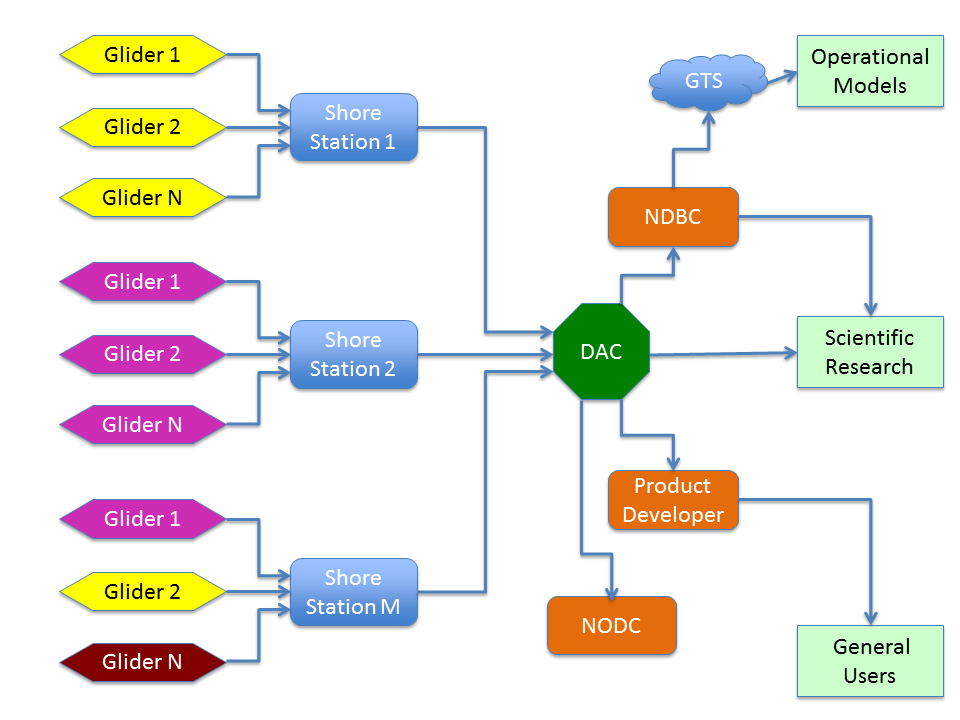 Glider 1
Glider 2
Glider N
Shore
Station 1
Glider 1
Glider 2
Glider N
Shore
Station 2
Glider 1
Glider 2
Glider N
Shore
Station M
DAC
GTS
NDBC
Product
Developer
NODC
Operational
Models
Scientific
Research
General
Users